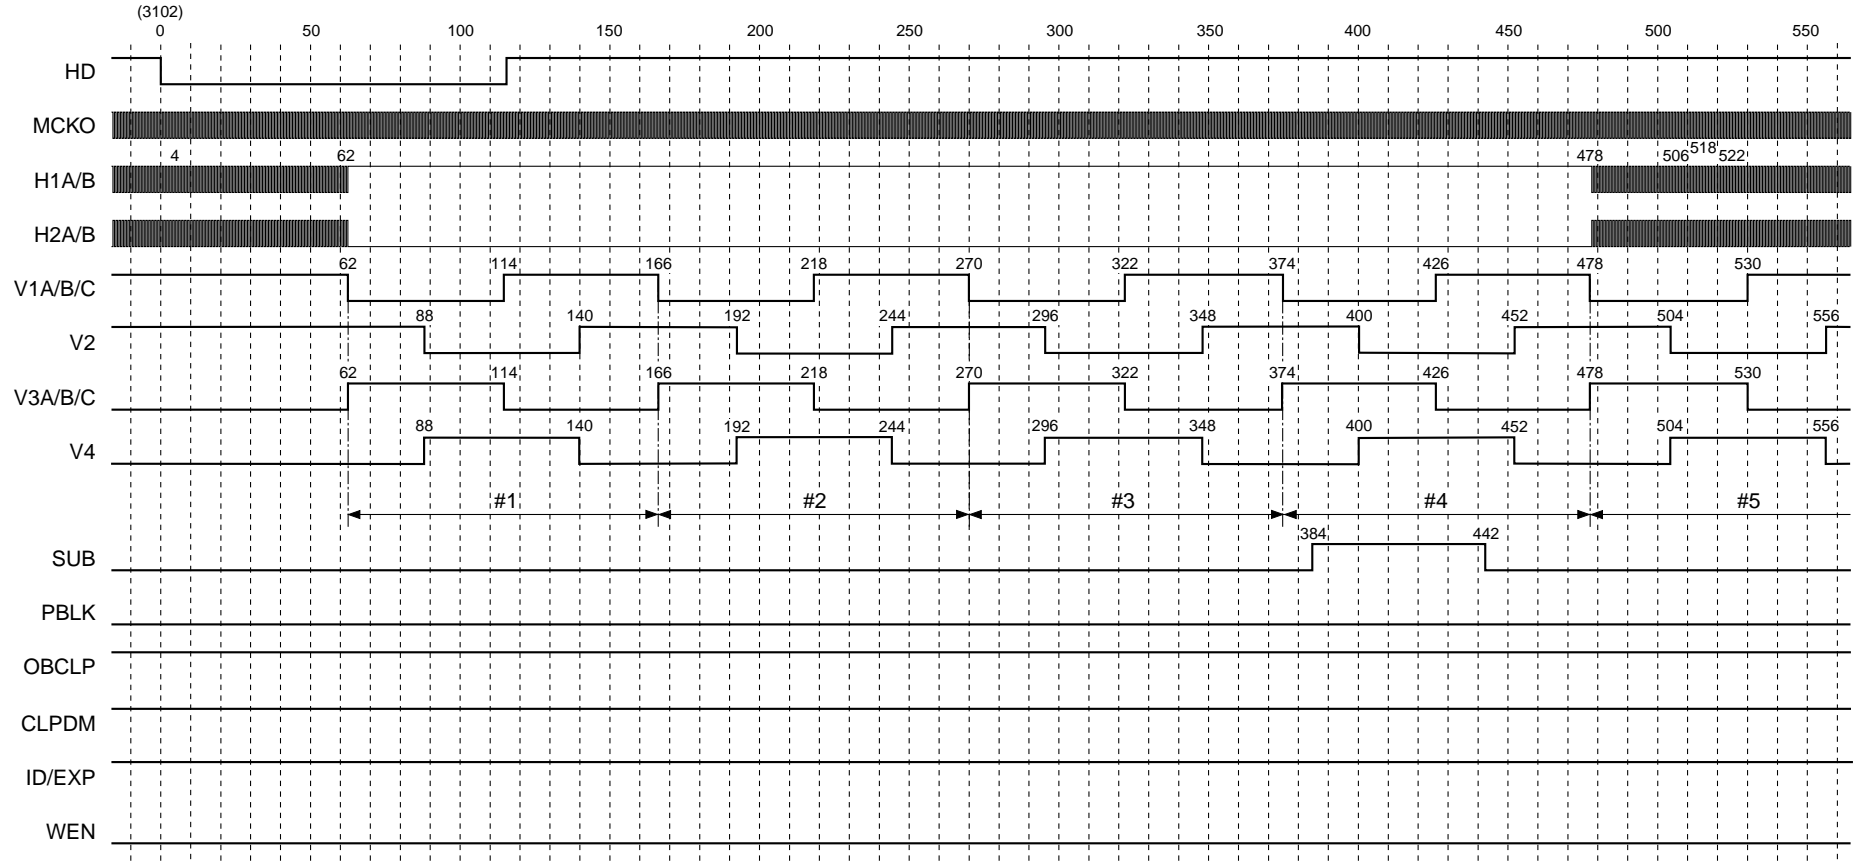 (3102)
0 50 100 150 200 250 300 350 400 450 500 550
HD
MCKO
4 62 478 506 518 522
H1A/B
H2A/B
62 114 166 218 270 322 374 426 478 530
V1A/B/C
88 140 192 244 296 348 400 452 504 556
V2
62 114 166 218 270 322 374 426 478 530
V3A/B/C
88 140 192 244 296 348 400 452 504 556
V4
#1 #2 #3 #4 #5
384 442
SUB
PBLK
OBCLP
CLPDM
ID/EXP
WEN